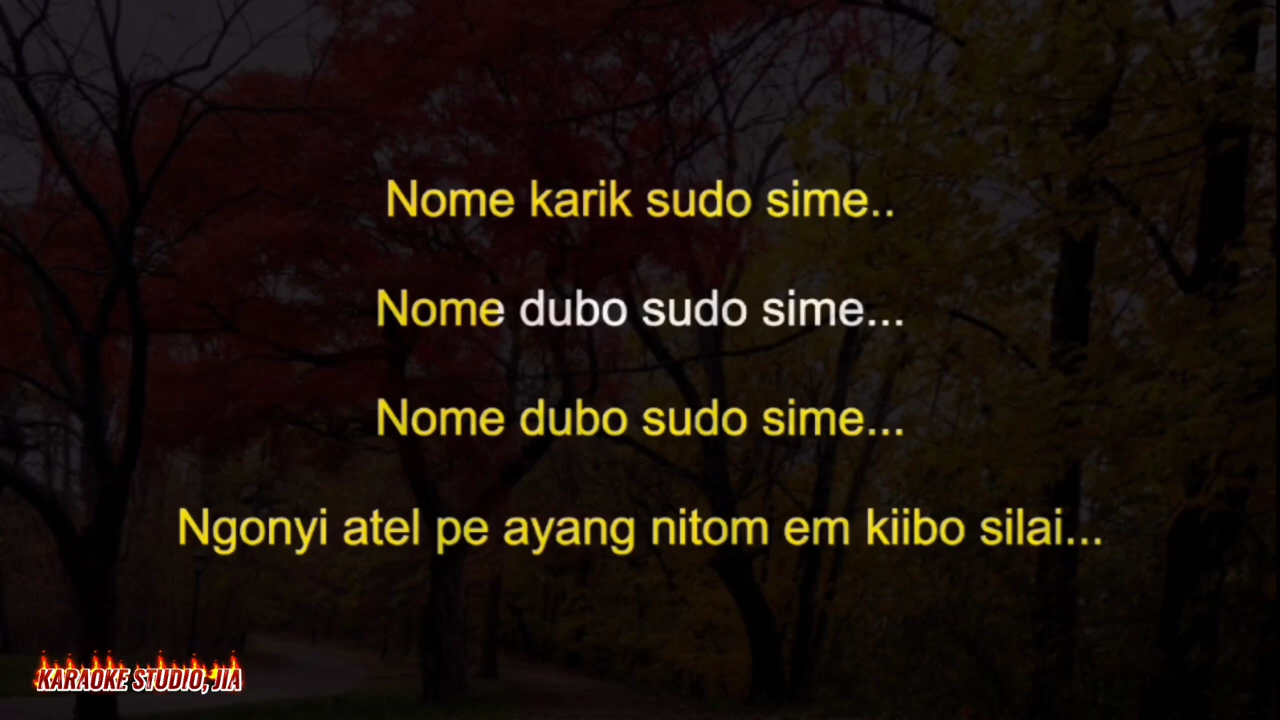 Nome karik sudo sime..
Nome dubo sudo sime...
Nome dubo sudo sime...
Ngonyi atel pe ayang nitom em kiibo silai...
KARAOKE STUDIO, JIA